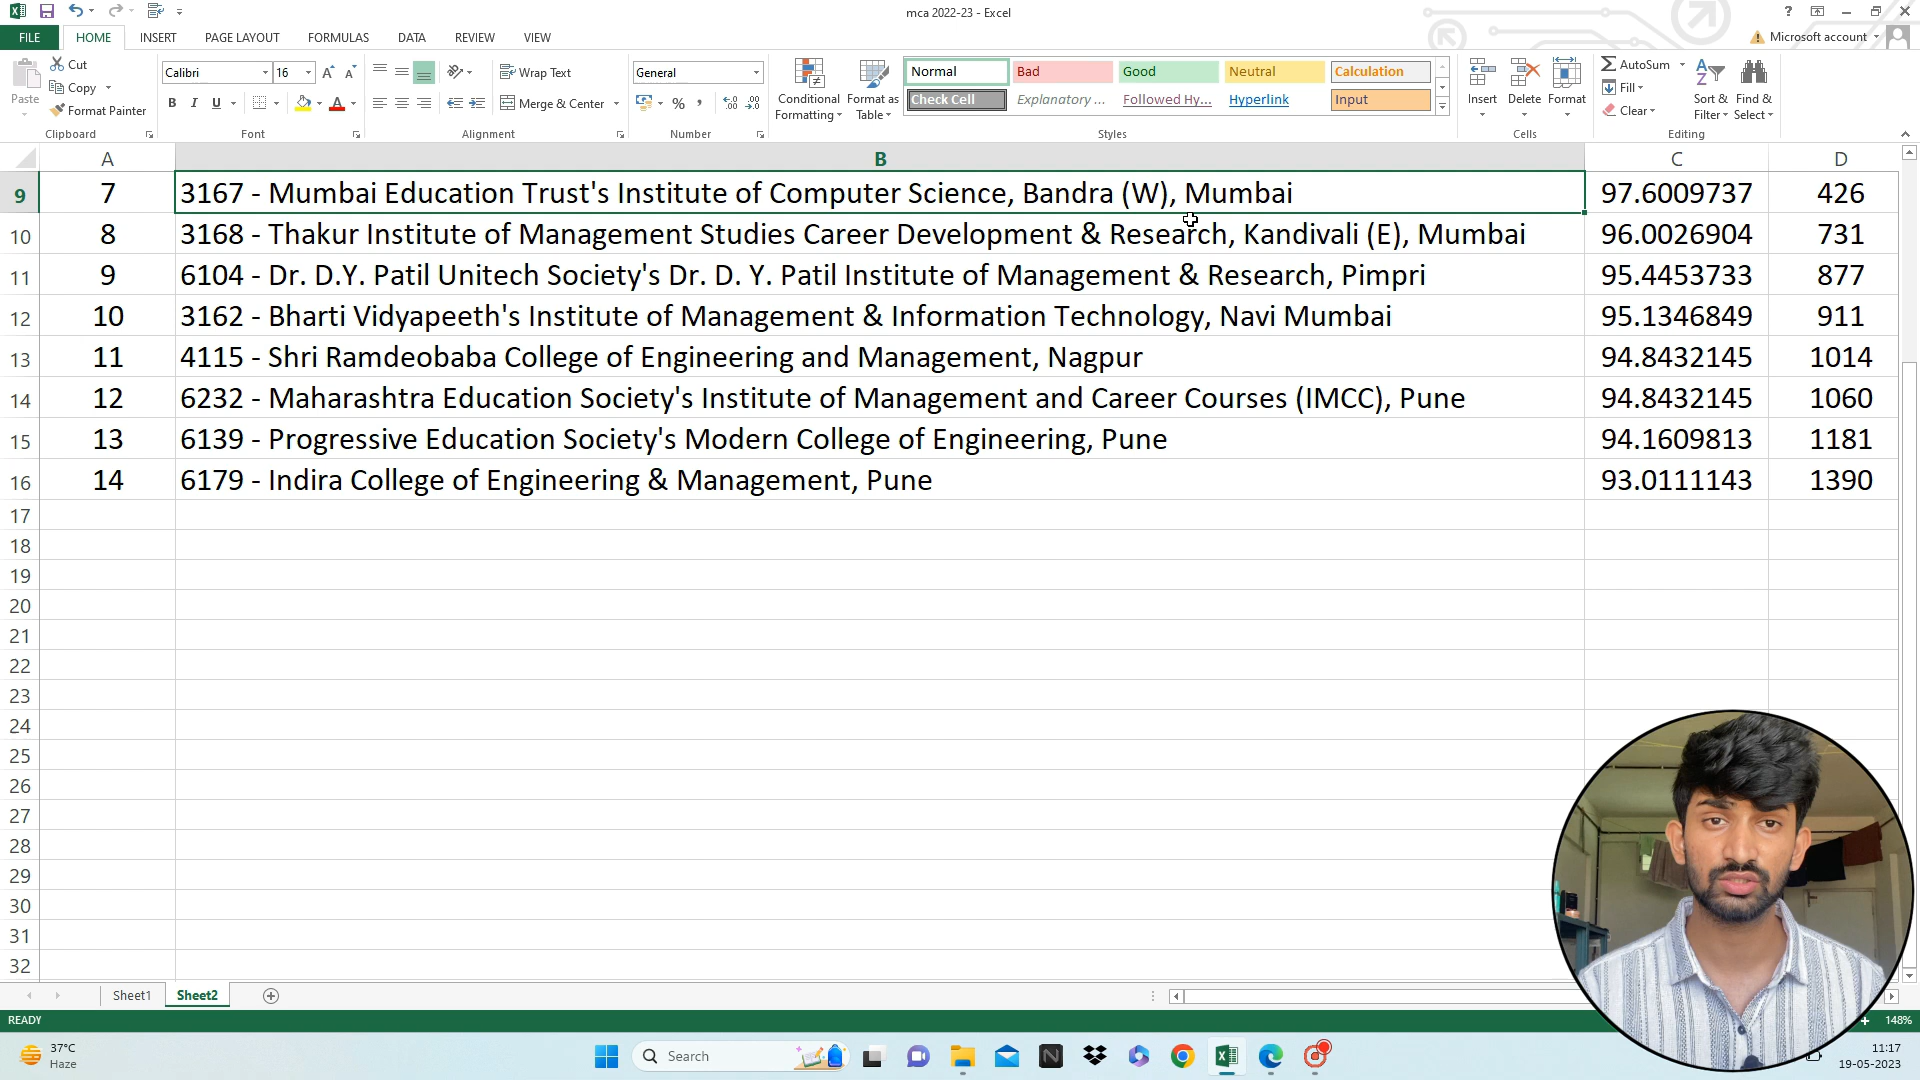 mca 2022-23 - Excel
?
FILE HOME INSERT PAGE LAYOUT FORMULAS DATA REVIEW VIEW
Microsoft account
Paste
Cut
Copy
Format Painter
Clipboard
Calibri 16
B I U
Font
Wrap Text
Merge & Center
Alignment
General
%
Number
Conditional Formatting
Format as Table
Normal Bad Good Neutral Calculation
Check Cell Explanatory ... Followed Hy... Hyperlink Input
Styles
Insert Delete Format
Cells
AutoSum
Fill
Clear
Sort & Filter
Find & Select
Editing
A B C D
9 7 3167 - Mumbai Education Trust's Institute of Computer Science, Bandra (W), Mumbai 97.6009737 426
10 8 3168 - Thakur Institute of Management Studies Career Development & Research, Kandivali (E), Mumbai 96.0026904 731
11 9 6104 - Dr. D.Y. Patil Unitech Society's Dr. D. Y. Patil Institute of Management & Research, Pimpri 95.4453733 877
12 10 3162 - Bharti Vidyapeeth's Institute of Management & Information Technology, Navi Mumbai 95.1346849 911
13 11 4115 - Shri Ramdeobaba College of Engineering and Management, Nagpur 94.8432145 1014
14 12 6232 - Maharashtra Education Society's Institute of Management and Career Courses (IMCC), Pune 94.8432145 1060
15 13 6139 - Progressive Education Society's Modern College of Engineering, Pune 94.1609813 1181
16 14 6179 - Indira College of Engineering & Management, Pune 93.0111143 1390
17
18
19
20
21
22
23
24
25
26
27
28
29
30
31
32
Sheet1 Sheet2
READY
148%
37°C
Haze
Search
11:17
19-05-2023